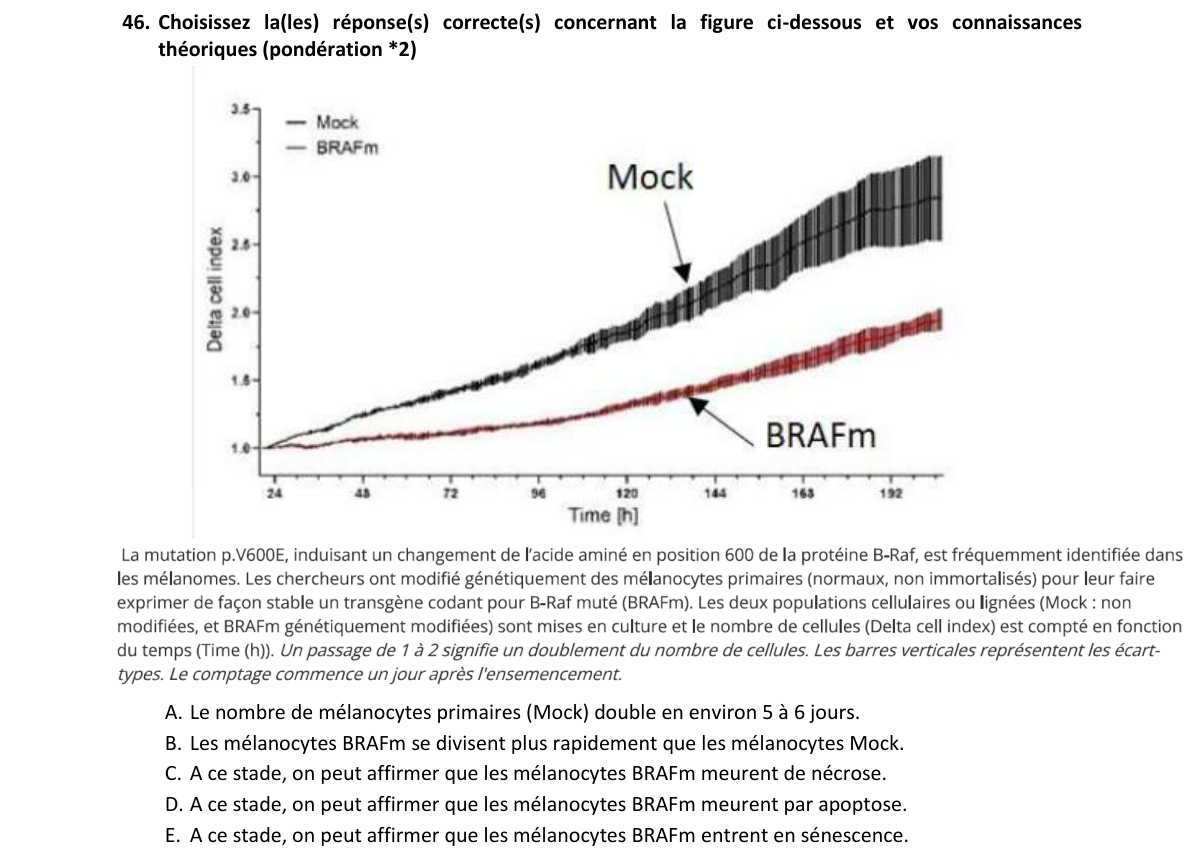 46. Choisissez la(les) réponse(s) correcte(s) concernant la figure ci-dessous et vos connaissances
théoriques (pondération *2)
3.5
Mock
BRAFm
3.0
Mock
2.5
Delta cell index
2.0
1.5
BRAFm
1.0
24 48 72 96 120 144 168 192
Time [h]
La mutation p.V600E, induisant un changement de l'acide aminé en position 600 de la protéine B-Raf, est fréquemment identifiée dans
les mélanomes. Les chercheurs ont modifié génétiquement des mélanocytes primaires (normaux, non immortalisés) pour leur faire
exprimer de façon stable un transgène codant pour B-Raf muté (BRAFm). Les deux populations cellulaires ou lignées (Mock : non
modifiées, et BRAFm génétiquement modifiées) sont mises en culture et le nombre de cellules (Delta cell index) est compté en fonction
du temps (Time (h)). Un passage de 1 à 2 signifie un doublement du nombre de cellules. Les barres verticales représentent les écart-
types. Le comptage commence un jour après l'ensemencement.
A. Le nombre de mélanocytes primaires (Mock) double en environ 5 à 6 jours.
B. Les mélanocytes BRAFm se divisent plus rapidement que les mélanocytes Mock.
C. A ce stade, on peut affirmer que les mélanocytes BRAFm meurent de nécrose.
D. A ce stade, on peut affirmer que les mélanocytes BRAFm meurent par apoptose.
E. A ce stade, on peut affirmer que les mélanocytes BRAFm entrent en sénescence.